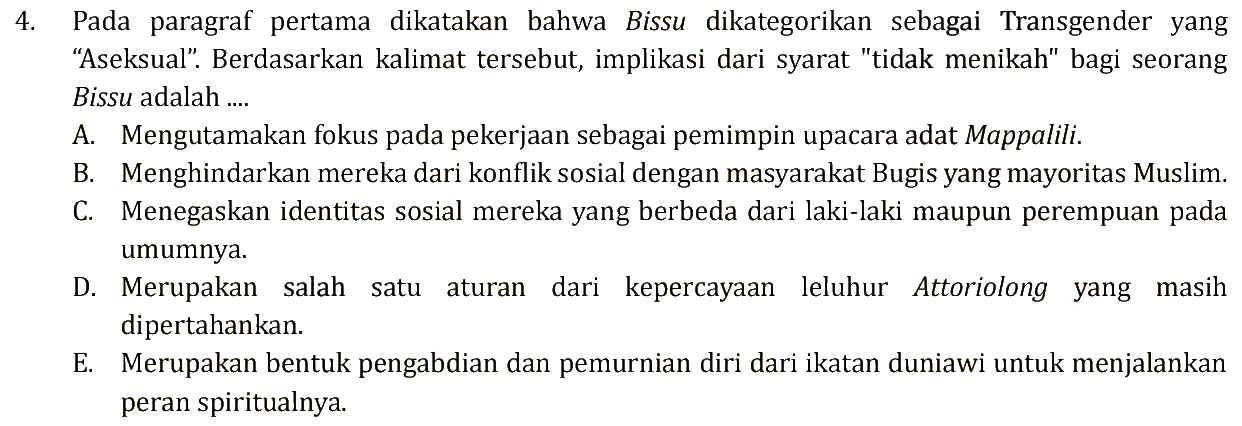 4. Pada paragraf pertama dikatakan bahwa Bissu dikategorikan sebagai Transgender yang
“Aseksual”. Berdasarkan kalimat tersebut, implikasi dari syarat "tidak menikah" bagi seorang
Bissu adalah ....
A. Mengutamakan fokus pada pekerjaan sebagai pemimpin upacara adat Mappalili.
B. Menghindarkan mereka dari konflik sosial dengan masyarakat Bugis yang mayoritas Muslim.
C. Menegaskan identitas sosial mereka yang berbeda dari laki-laki maupun perempuan pada
umumnya.
D. Merupakan salah satu aturan dari kepercayaan leluhur Attoriolong yang masih
dipertahankan.
E. Merupakan bentuk pengabdian dan pemurnian diri dari ikatan duniawi untuk menjalankan
peran spiritualnya.